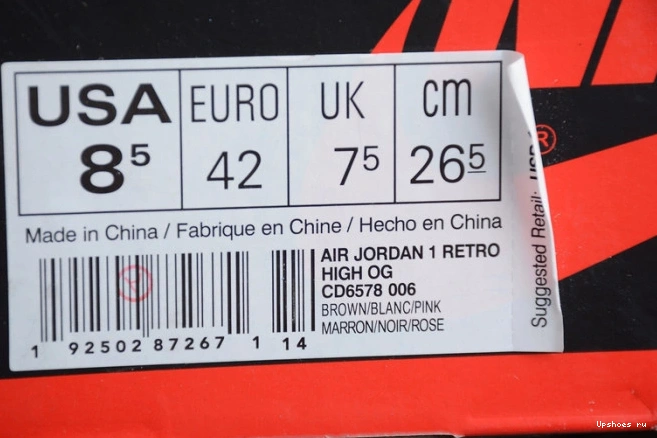 USA EURO UK cm
8⁵ 42 7⁵ 26⁵
Made in China / Fabrique en Chine / Hecho en China
AIR JORDAN 1 RETRO
HIGH OG
CD6578 006
BROWN/BLANC/PINK
MARRON/NOIR/ROSE
1 92502 87267 1 14
Suggested Retail:
®
Upshoes ru